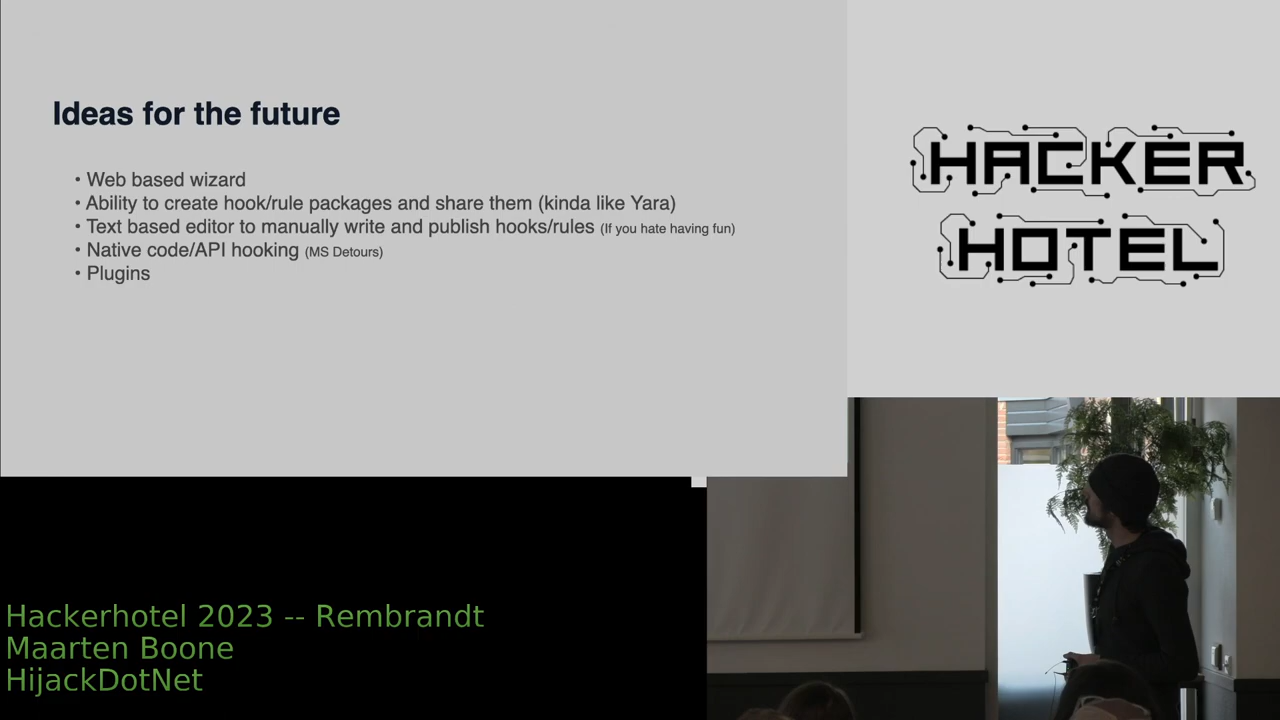 Ideas for the future
• Web based wizard
• Ability to create hook/rule packages and share them (kinda like Yara)
• Text based editor to manually write and publish hooks/rules (If you hate having fun)
• Native code/API hooking (MS Detours)
• Plugins
HACKER
HOTEL
Hackerhotel 2023 -- Rembrandt
Maarten Boone
HijackDotNet